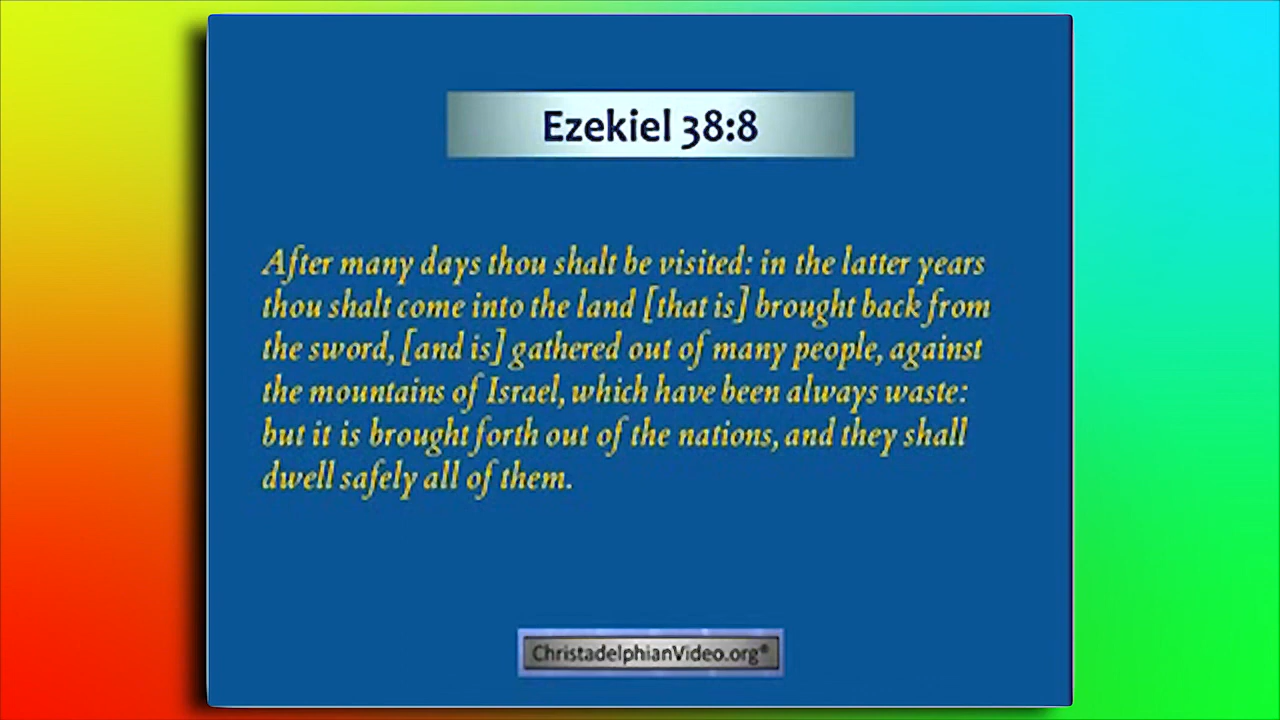 Ezekiel 38:8
After many days thou shalt be visited: in the latter years
thou shalt come into the land [that is] brought back from
the sword, [and is] gathered out of many people, against
the mountains of Israel, which have been always waste:
but it is brought forth out of the nations, and they shall
dwell safely all of them.
ChristadelphianVideo.org®